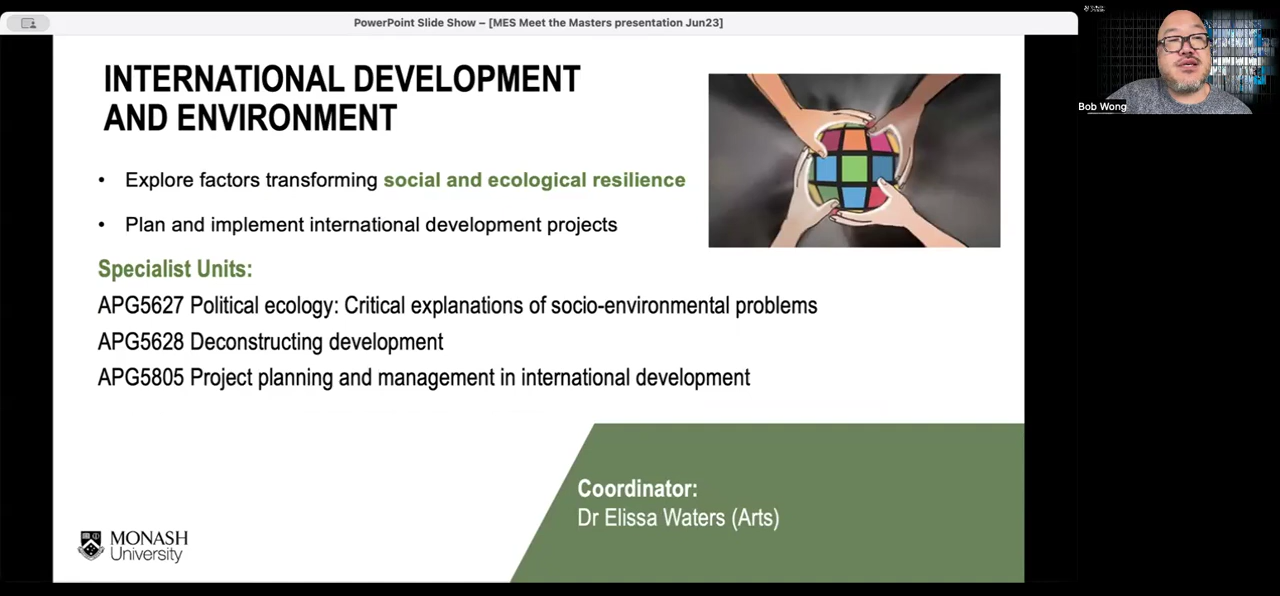 PowerPoint Slide Show – [MES Meet the Masters presentation Jun23]
INTERNATIONAL DEVELOPMENT
AND ENVIRONMENT
• Explore factors transforming social and ecological resilience
• Plan and implement international development projects
Specialist Units:
APG5627 Political ecology: Critical explanations of socio-environmental problems
APG5628 Deconstructing development
APG5805 Project planning and management in international development
Coordinator:
Dr Elissa Waters (Arts)
MONASH
University
Bob Wong